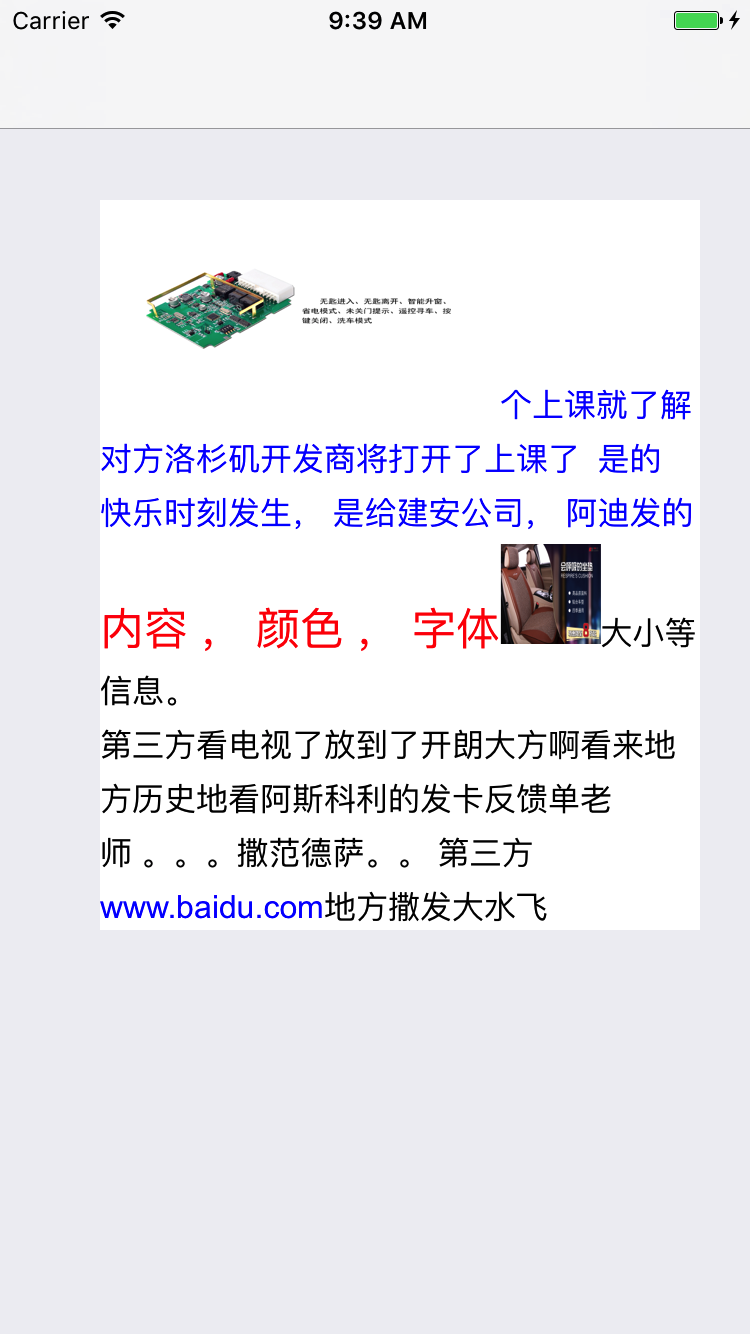 Carrier 9:39 AM
无匙进入、无匙离开、智能升窗、
省电模式、未关门提示、遥控寻车、按
键关闭、洗车模式
个上课就了解
对方洛杉矶开发商将打开了上课了 是的
快乐时刻发生， 是给建安公司， 阿迪发的
会呼吸的坐垫
内容 ， 颜色 ， 字体大小等
信息。
第三方看电视了放到了开朗大方啊看来地
方历史地看阿斯科利的发卡反馈单老
师 。。。撒范德萨。。 第三方
www.baidu.com地方撒发大水飞